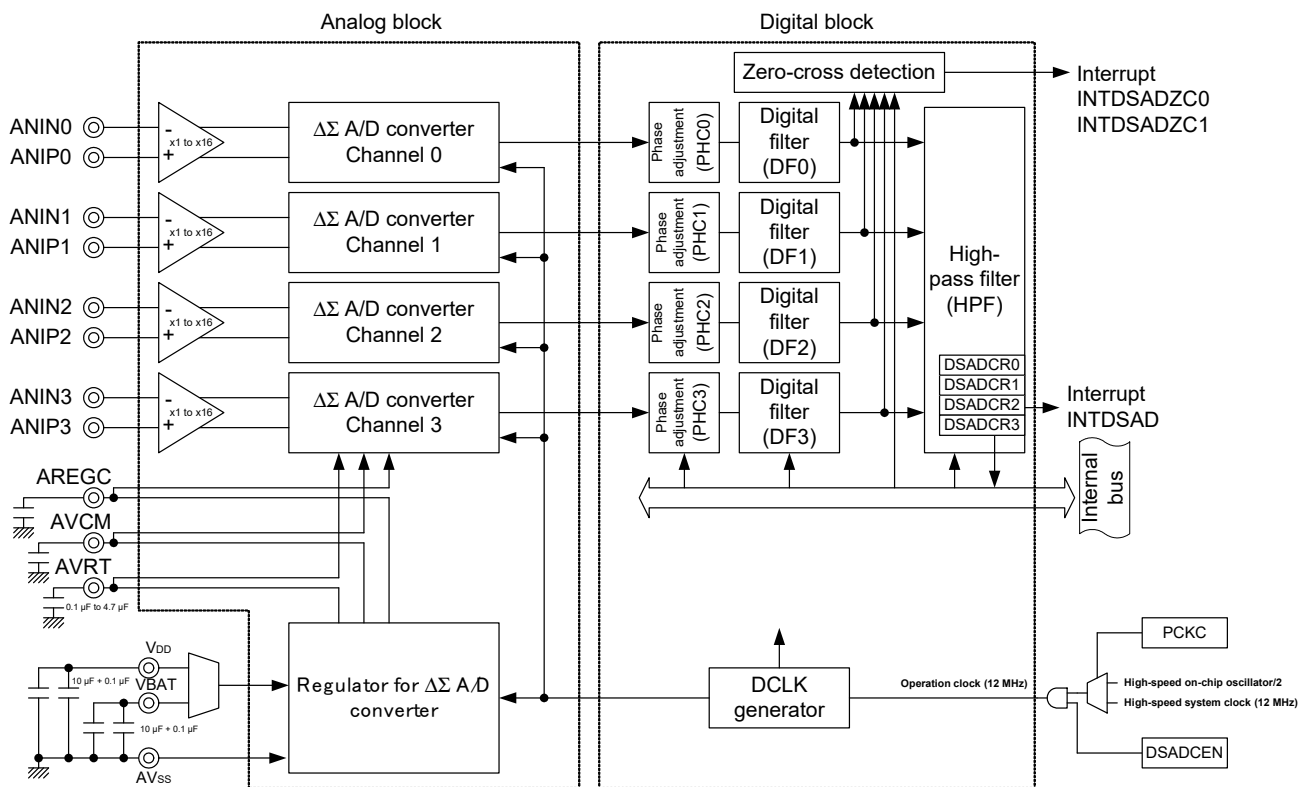 Analog block
Digital block
Zero-cross detection
Interrupt
INTDSADZC0
INTDSADZC1
ANIN0
ANIP0
-
+
x1 to x16
ΔΣ A/D converter
Channel 0
Phase
adjustment
(PHC0)
Digital
filter
(DF0)
ANIN1
ANIP1
-
+
x1 to x16
ΔΣ A/D converter
Channel 1
Phase
adjustment
(PHC1)
Digital
filter
(DF1)
High-
pass filter
(HPF)
ANIN2
ANIP2
-
+
x1 to x16
ΔΣ A/D converter
Channel 2
Phase
adjustment
(PHC2)
Digital
filter
(DF2)
ANIN3
ANIP3
-
+
x1 to x16
ΔΣ A/D converter
Channel 3
Phase
adjustment
(PHC3)
Digital
filter
(DF3)
DSADCR0
DSADCR1
DSADCR2
DSADCR3
Interrupt
INTDSAD
Internal
bus
AREGC
AVCM
AVRT
0.1 µF to 4.7 µF
VDD
10 µF + 0.1 µF
VBAT
10 µF + 0.1 µF
AVSS
Regulator for ΔΣ A/D
converter
DCLK
generator
Operation clock (12 MHz)
PCKC
High-speed on-chip oscillator/2
High-speed system clock (12 MHz)
DSADCEN